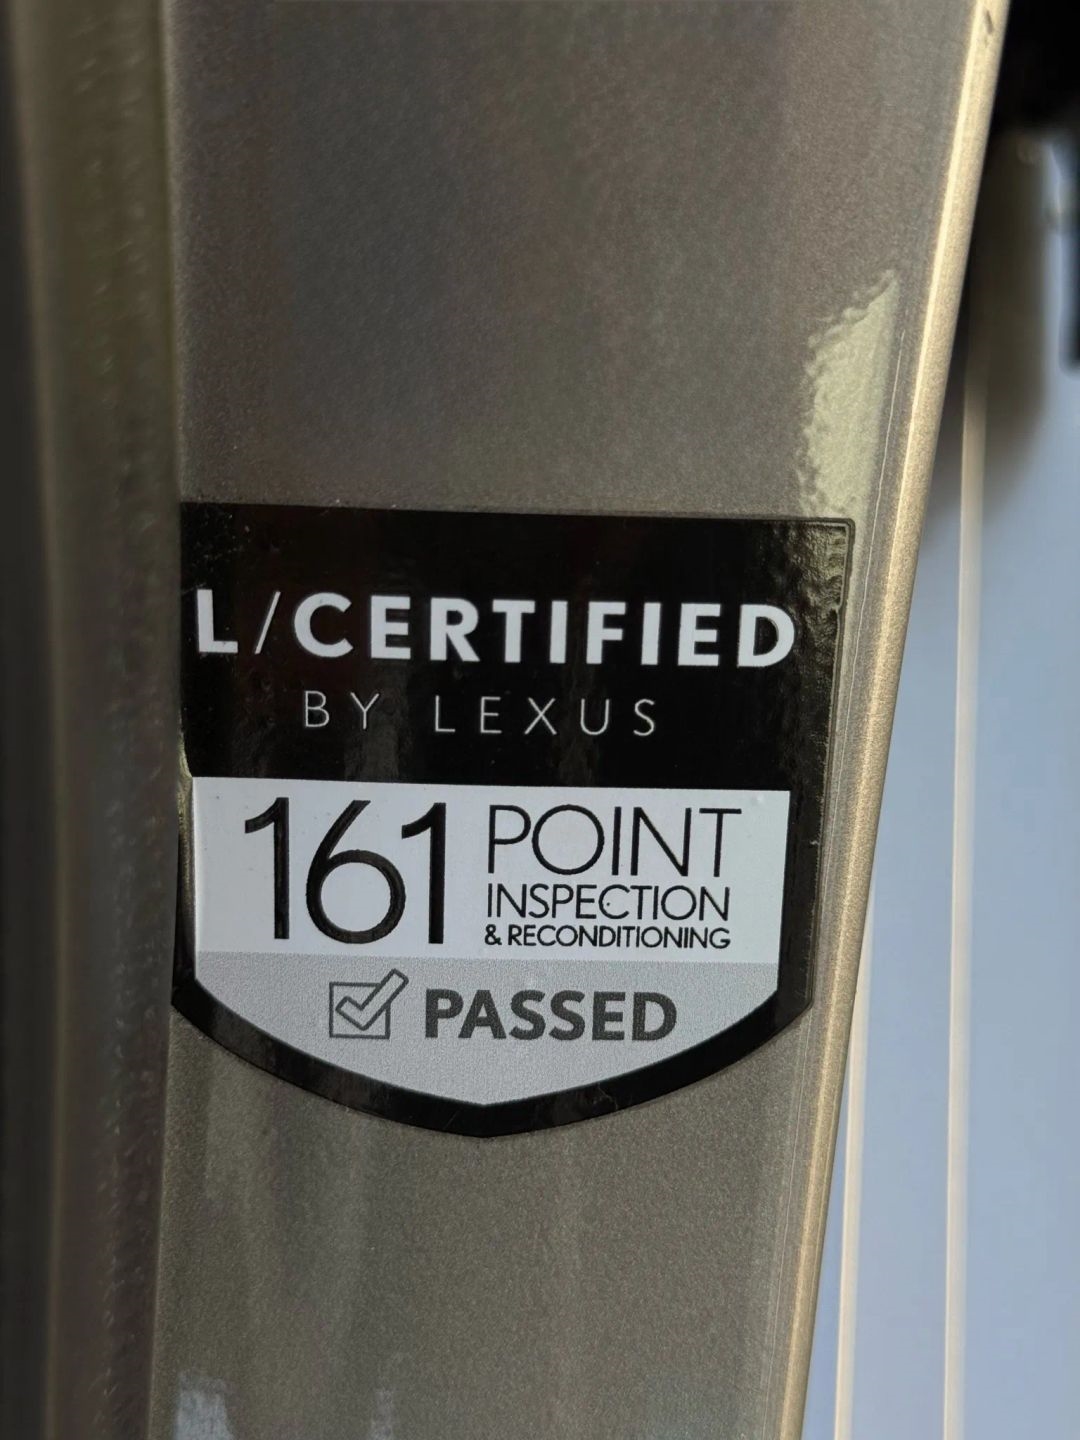 L/CERTIFIED
BY LEXUS
161 POINT
INSPECTION
& RECONDITIONING
PASSED